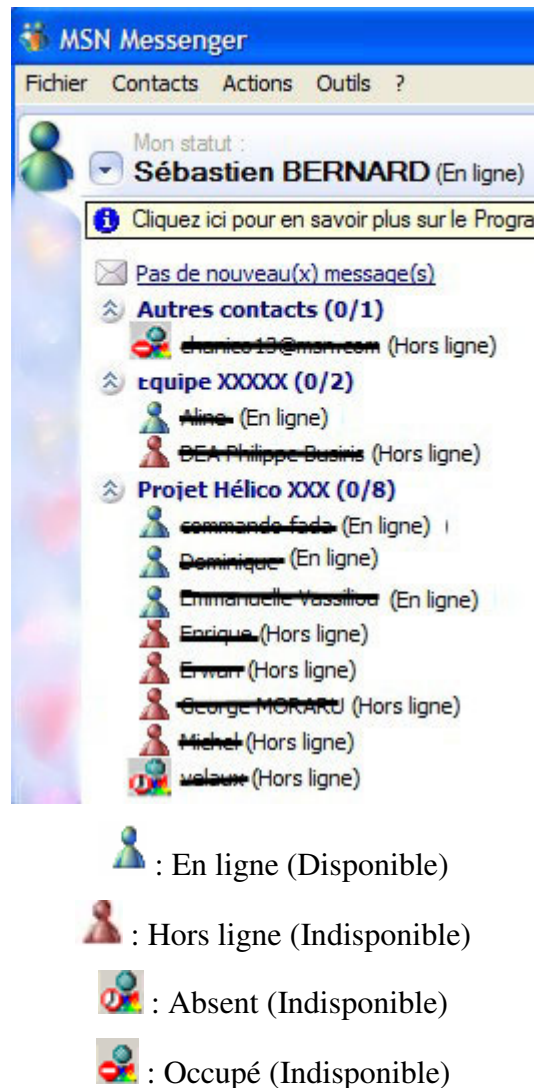 MSN Messenger
Fichier Contacts Actions Outils ?
Mon statut :
Sébastien BERNARD (En ligne)
Cliquez ici pour en savoir plus sur le Progra
Pas de nouveau(x) message(s)
Autres contacts (0/1)
(Hors ligne)
Equipe XXXXX (0/2)
(En ligne)
(Hors ligne)
Projet Hélico XXX (0/8)
(En ligne)
(En ligne)
(En ligne)
(Hors ligne)
(Hors ligne)
(Hors ligne)
(Hors ligne)
(Hors ligne)
: En ligne (Disponible)
: Hors ligne (Indisponible)
: Absent (Indisponible)
: Occupé (Indisponible)